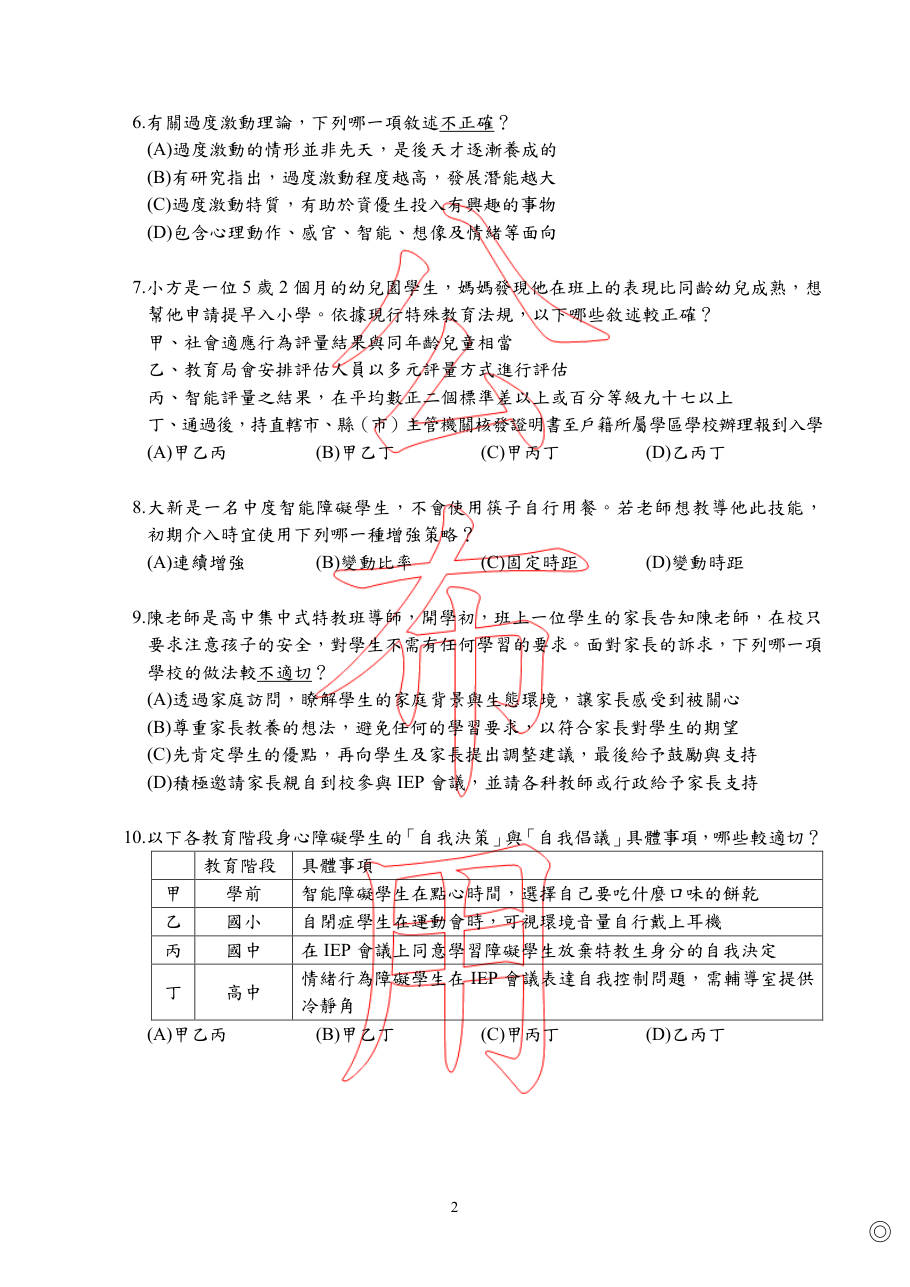 6.有關過度激動理論，下列哪一項敘述不正確？
(A)過度激動的情形並非先天，是後天才逐漸養成的
(B)有研究指出，過度激動程度越高，發展潛能越大
(C)過度激動特質，有助於資優生投入有興趣的事物
(D)包含心理動作、感官、智能、想像及情緒等面向
7.小方是一位 5 歲 2 個月的幼兒園學生，媽媽發現他在班上的表現比同齡幼兒成熟，想
幫他申請提早入小學。依據現行特殊教育法規，以下哪些敘述較正確？
甲、社會適應行為評量結果與同年齡兒童相當
乙、教育局會安排評估人員以多元評量方式進行評估
丙、智能評量之結果，在平均數正二個標準差以上或百分等級九十七以上
丁、通過後，持直轄市、縣（市）主管機關核發證明書至戶籍所屬學區學校辦理報到入學
(A)甲乙丙 (B)甲乙丁 (C)甲丙丁 (D)乙丙丁
8.大新是一名中度智能障礙學生，不會使用筷子自行用餐。若老師想教導他此技能，
初期介入時宜使用下列哪一種增強策略？
(A)連續增強 (B)變動比率 (C)固定時距 (D)變動時距
9.陳老師是高中集中式特教班導師，開學初，班上一位學生的家長告知陳老師，在校只
要求注意孩子的安全，對學生不需有任何學習的要求。面對家長的訴求，下列哪一項
學校的做法較不適切？
(A)透過家庭訪問，瞭解學生的家庭背景與生態環境，讓家長感受到被關心
(B)尊重家長教養的想法，避免任何的學習要求，以符合家長對學生的期望
(C)先肯定學生的優點，再向學生及家長提出調整建議，最後給予鼓勵與支持
(D)積極邀請家長親自到校參與 IEP 會議，並請各科教師或行政給予家長支持
10.以下各教育階段身心障礙學生的「自我決策」與「自我倡議」具體事項，哪些較適切？
教育階段 具體事項
甲 學前 智能障礙學生在點心時間，選擇自己要吃什麼口味的餅乾
乙 國小 自閉症學生在運動會時，可視環境音量自行戴上耳機
丙 國中 在 IEP 會議上同意學習障礙學生放棄特教生身分的自我決定
丁 高中 情緒行為障礙學生在 IEP 會議表達自我控制問題，需輔導室提供
冷靜角
(A)甲乙丙 (B)甲乙丁 (C)甲丙丁 (D)乙丙丁
公布用
2